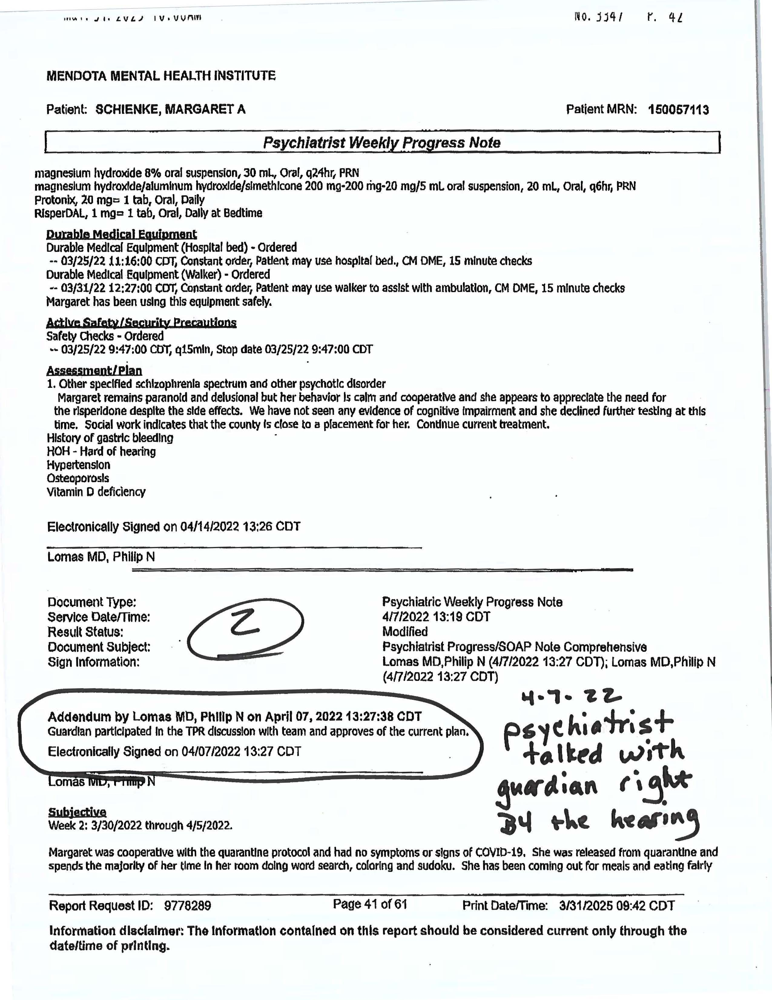 NO. 3341 P. 42
MENDOTA MENTAL HEALTH INSTITUTE
Patient: SCHIENKE, MARGARET A
Patient MRN: 150057113
Psychiatrist Weekly Progress Note
magnesium hydroxide 8% oral suspension, 30 mL, Oral, q24hr, PRN
magnesium hydroxide/aluminum hydroxide/simethicone 200 mg-200 mg-20 mg/5 mL oral suspension, 20 mL, Oral, q6hr, PRN
Protonix, 20 mg= 1 tab, Oral, Daily
RisperDAL, 1 mg= 1 tab, Oral, Daily at Bedtime
Durable Medical Equipment
Durable Medical Equipment (Hospital bed) - Ordered
-- 03/25/22 11:16:00 CDT, Constant order, Patient may use hospital bed., CM DME, 15 minute checks
Durable Medical Equipment (Walker) - Ordered
-- 03/31/22 12:27:00 CDT, Constant order, Patient may use walker to assist with ambulation, CM DME, 15 minute checks
Margaret has been using this equipment safely.
Active Safety/Security Precautions
Safety Checks - Ordered
-- 03/25/22 9:47:00 CDT, q15min, Stop date 03/25/22 9:47:00 CDT
Assessment/Plan
1. Other specified schizophrenia spectrum and other psychotic disorder
Margaret remains paranoid and delusional but her behavior is calm and cooperative and she appears to appreciate the need for
the risperidone despite the side effects. We have not seen any evidence of cognitive impairment and she declined further testing at this
time. Social work indicates that the county is close to a placement for her. Continue current treatment.
History of gastric bleeding
HOH - Hard of hearing
Hypertension
Osteoporosis
Vitamin D deficiency
Electronically Signed on 04/14/2022 13:26 CDT
Lomas MD, Philip N
Document Type: Psychiatric Weekly Progress Note
Service Date/Time: 4/7/2022 13:19 CDT
Result Status: Modified
Document Subject: Psychiatrist Progress/SOAP Note Comprehensive
Sign Information: Lomas MD,Philip N (4/7/2022 13:27 CDT); Lomas MD,Philip N
(4/7/2022 13:27 CDT)
2
Addendum by Lomas MD, Philip N on April 07, 2022 13:27:38 CDT
Guardian participated in the TPR discussion with team and approves of the current plan.
Electronically Signed on 04/07/2022 13:27 CDT
Lomas MD, Philip N
4-7-22
psychiatrist
talked with
guardian right
By the hearing
Subjective
Week 2: 3/30/2022 through 4/5/2022.
Margaret was cooperative with the quarantine protocol and had no symptoms or signs of COVID-19. She was released from quarantine and
spends the majority of her time in her room doing word search, coloring and sudoku. She has been coming out for meals and eating fairly
Report Request ID: 9778289
Page 41 of 61
Print Date/Time: 3/31/2025 09:42 CDT
Information disclaimer: The information contained on this report should be considered current only through the
date/time of printing.